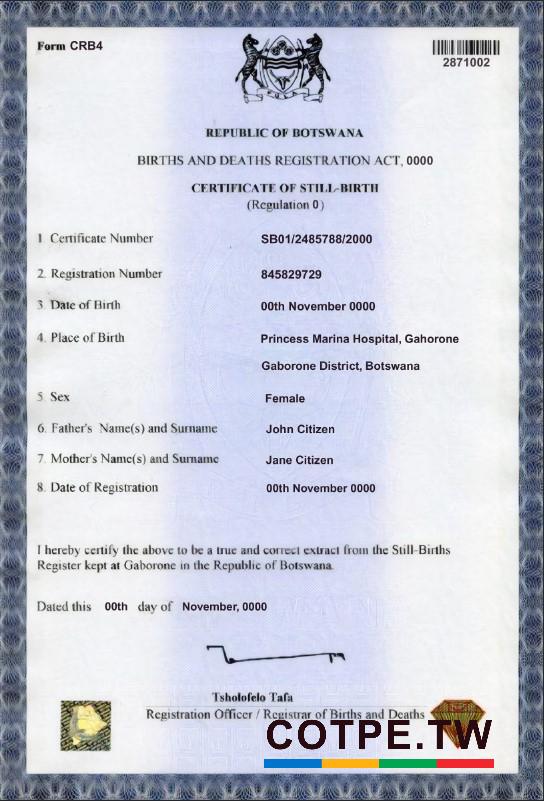 Form CRB4
2871002
PULA
REPUBLIC OF BOTSWANA
BIRTHS AND DEATHS REGISTRATION ACT, 0000
CERTIFICATE OF STILL-BIRTH
(Regulation 0)
1. Certificate Number SB01/2485788/2000
2. Registration Number 845829729
3. Date of Birth 00th November 0000
4. Place of Birth Princess Marina Hospital, Gahorone
Gaborone District, Botswana
5. Sex Female
6. Father's Name(s) and Surname John Citizen
7. Mother's Name(s) and Surname Jane Citizen
8. Date of Registration 00th November 0000
I hereby certify the above to be a true and correct extract from the Still-Births
Register kept at Gaborone in the Republic of Botswana.
Dated this 00th day of November, 0000
Tsholofelo Tafa
Registration Officer / Registrar of Births and Deaths
COTPE.TW